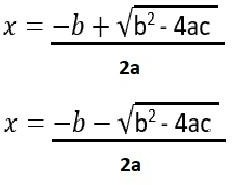 x = −b + √b² - 4ac
2a
x = −b − √b² - 4ac
2a